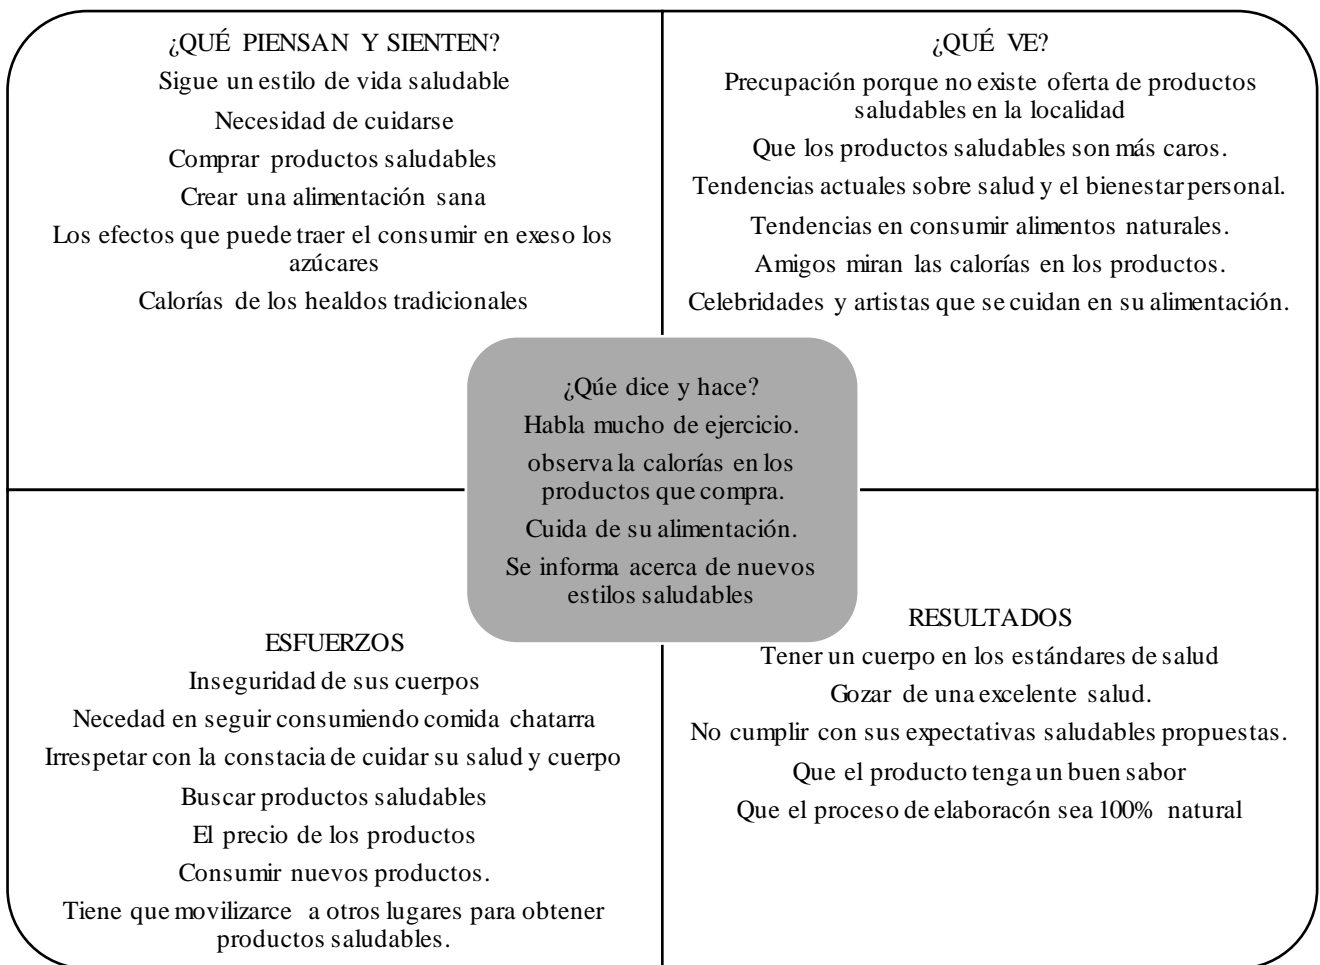 ¿QUÉ PIENSAN Y SIENTEN?
Sigue un estilo de vida saludable
Necesidad de cuidarse
Comprar productos saludables
Crear una alimentación sana
Los efectos que puede traer el consumir en exeso los
azúcares
Calorías de los healdos tradicionales
¿QUÉ VE?
Precupación porque no existe oferta de productos
saludables en la localidad
Que los productos saludables son más caros.
Tendencias actuales sobre salud y el bienestar personal.
Tendencias en consumir alimentos naturales.
Amigos miran las calorías en los productos.
Celebridades y artistas que se cuidan en su alimentación.
¿Qúe dice y hace?
Habla mucho de ejercicio.
observa la calorías en los
productos que compra.
Cuida de su alimentación.
Se informa acerca de nuevos
estilos saludables
ESFUERZOS
Inseguridad de sus cuerpos
Necedad en seguir consumiendo comida chatarra
Irrespetar con la constacia de cuidar su salud y cuerpo
Buscar productos saludables
El precio de los productos
Consumir nuevos productos.
Tiene que movilizarce a otros lugares para obtener
productos saludables.
RESULTADOS
Tener un cuerpo en los estándares de salud
Gozar de una excelente salud.
No cumplir con sus expectativas saludables propuestas.
Que el producto tenga un buen sabor
Que el proceso de elaboracón sea 100% natural